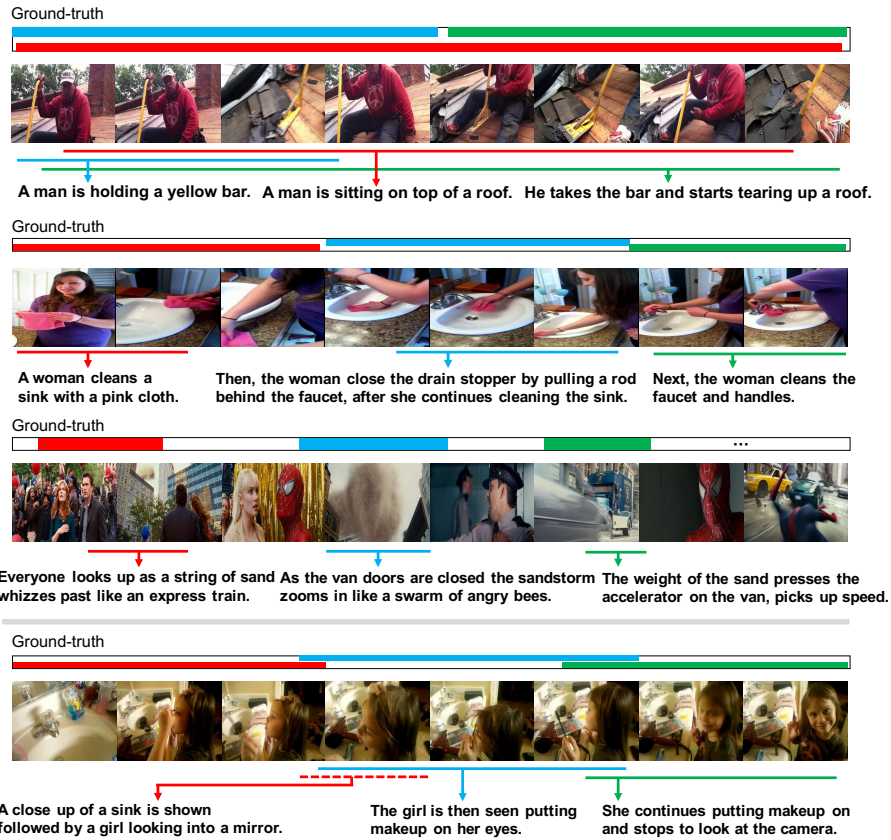 Ground-truth
A man is holding a yellow bar. A man is sitting on top of a roof. He takes the bar and starts tearing up a roof.
Ground-truth
A woman cleans a
sink with a pink cloth.
Then, the woman close the drain stopper by pulling a rod
behind the faucet, after she continues cleaning the sink.
Next, the woman cleans the
faucet and handles.
Ground-truth
...
Everyone looks up as a string of sand
whizzes past like an express train.
As the van doors are closed the sandstorm
zooms in like a swarm of angry bees.
The weight of the sand presses the
accelerator on the van, picks up speed.
Ground-truth
A close up of a sink is shown
followed by a girl looking into a mirror.
The girl is then seen putting
makeup on her eyes.
She continues putting makeup on
and stops to look at the camera.